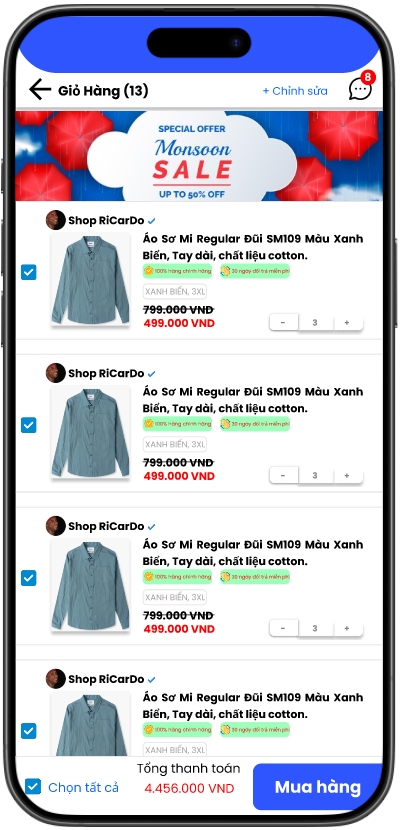 Giỏ Hàng (13)
+ Chỉnh sửa
8
SPECIAL OFFER
Monsoon
SALE
UP TO 50% OFF
Shop RiCarDo
Áo Sơ Mi Regular Đũi SM109 Màu Xanh
Biển, Tay dài, chất liệu cotton.
100% hàng chính hãng
30 ngày đổi trả miễn phí
XANH BIỂN, 3XL
799.000 VND
499.000 VND
- 3 +
Shop RiCarDo
Áo Sơ Mi Regular Đũi SM109 Màu Xanh
Biển, Tay dài, chất liệu cotton.
100% hàng chính hãng
30 ngày đổi trả miễn phí
XANH BIỂN, 3XL
799.000 VND
499.000 VND
- 3 +
Shop RiCarDo
Áo Sơ Mi Regular Đũi SM109 Màu Xanh
Biển, Tay dài, chất liệu cotton.
100% hàng chính hãng
30 ngày đổi trả miễn phí
XANH BIỂN, 3XL
799.000 VND
499.000 VND
- 3 +
Shop RiCarDo
Áo Sơ Mi Regular Đũi SM109 Màu Xanh
Biển, Tay dài, chất liệu cotton.
100% hàng chính hãng
30 ngày đổi trả miễn phí
XANH BIỂN, 3XL
Chọn tất cả
Tổng thanh toán
4.456.000 VND
Mua hàng